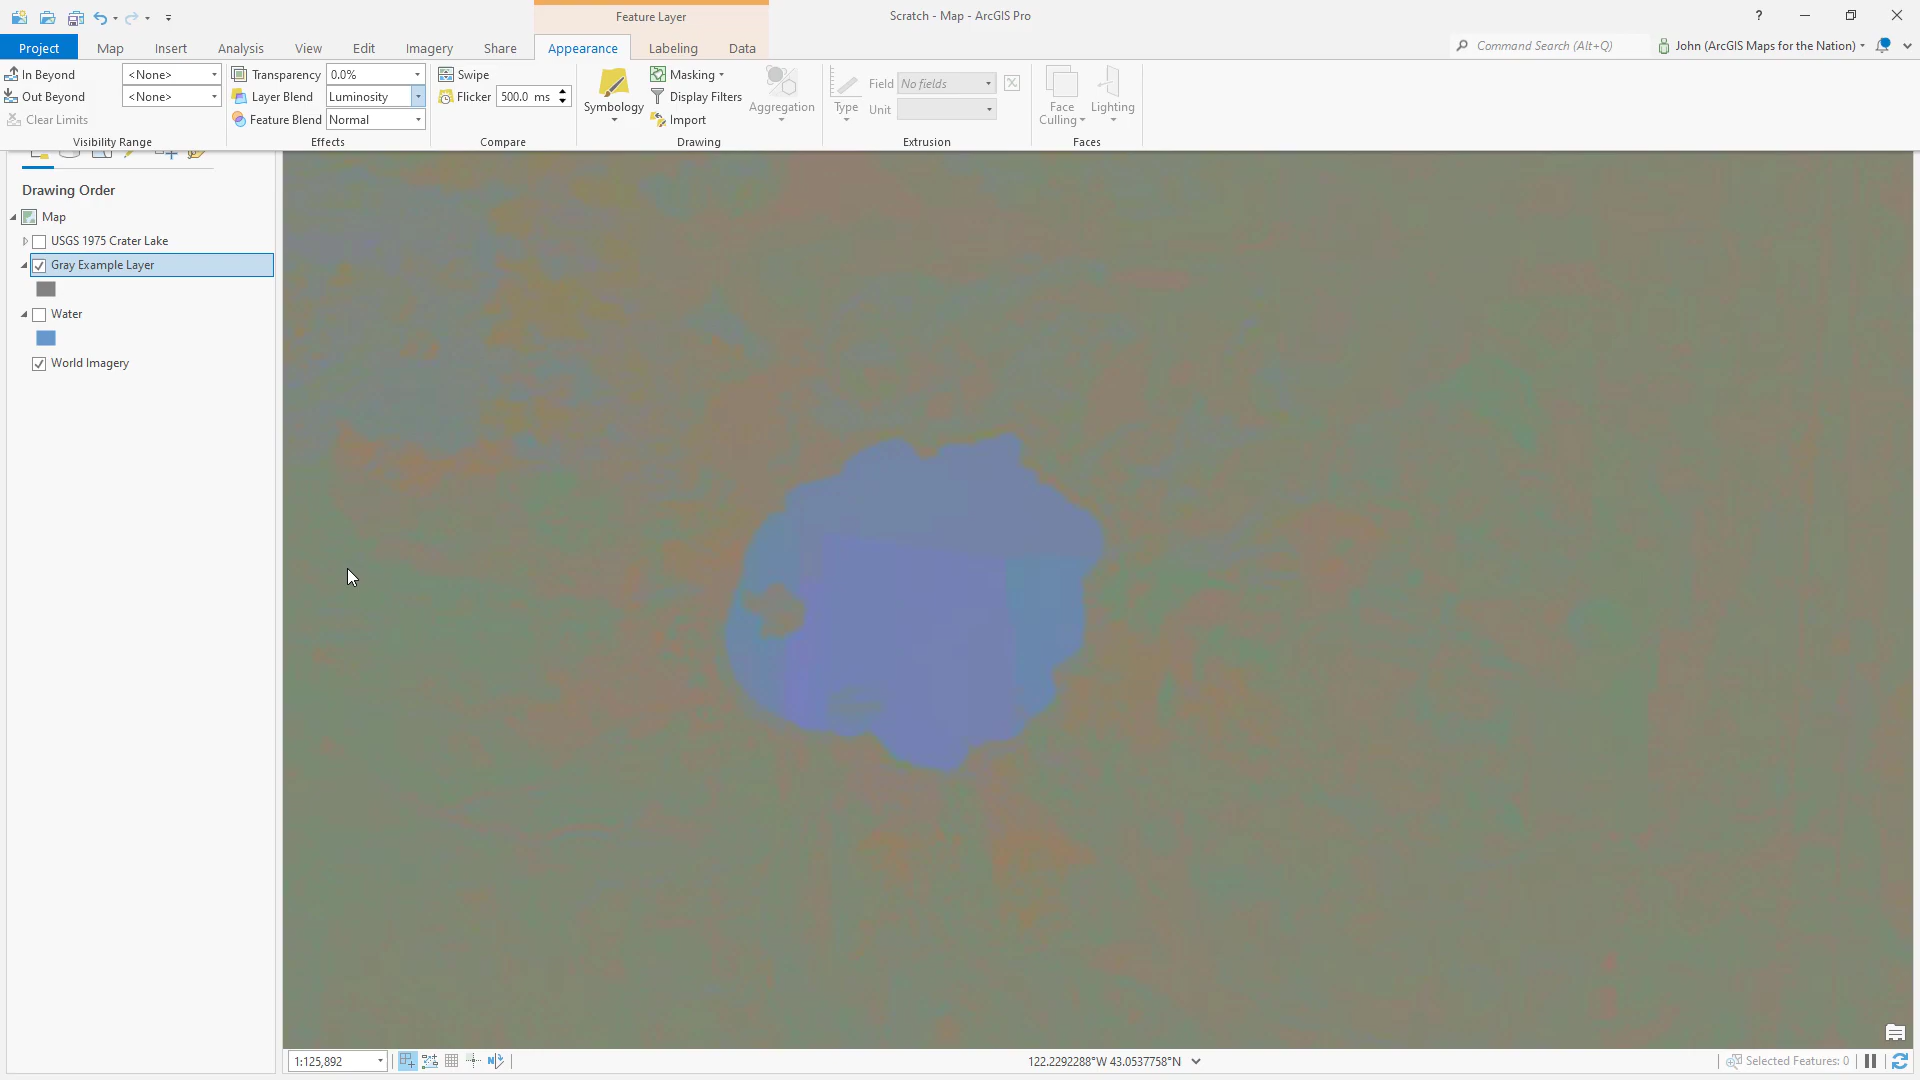 Feature Layer
Scratch - Map - ArcGIS Pro
?
Project
Map
Insert
Analysis
View
Edit
Imagery
Share
Appearance
Labeling
Data
Command Search (Alt+Q)
John (ArcGIS Maps for the Nation)
In Beyond
<None>
Out Beyond
<None>
Clear Limits
Visibility Range
Transparency
0.0%
Layer Blend
Luminosity
Feature Blend
Normal
Effects
Swipe
Flicker
500.0 ms
Compare
Symbology
Masking
Display Filters
Import
Aggregation
Drawing
Type
Field
No fields
Unit
Extrusion
Face
Culling
Lighting
Faces
Drawing Order
Map
USGS 1975 Crater Lake
Gray Example Layer
Water
World Imagery
1:125,892
122.2292288°W 43.0537758°N
Selected Features: 0